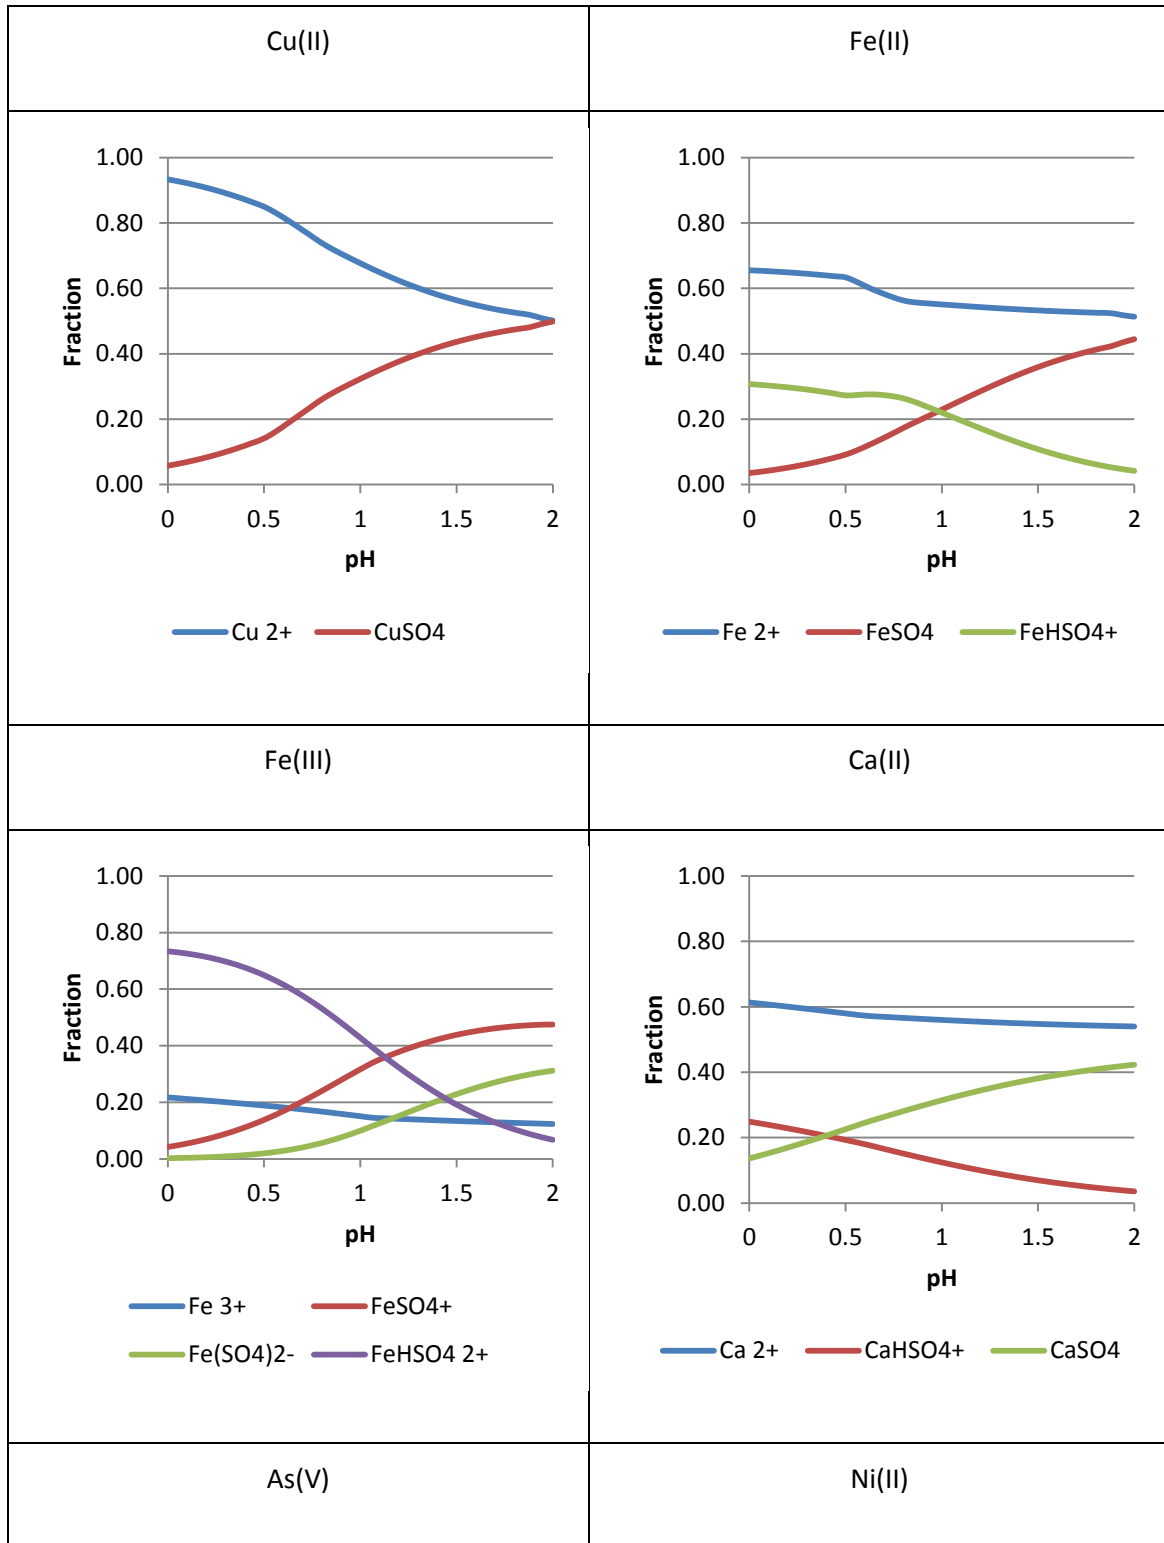 Cu(II)
Fe(II)
1.00
0.80
0.60
0.40
0.20
0.00
Fraction
0 0.5 1 1.5 2
pH
Cu 2+ CuSO4
1.00
0.80
0.60
0.40
0.20
0.00
Fraction
0 0.5 1 1.5 2
pH
Fe 2+ FeSO4 FeHSO4+
Fe(III)
Ca(II)
1.00
0.80
0.60
0.40
0.20
0.00
Fraction
0 0.5 1 1.5 2
pH
Fe 3+ FeSO4+
Fe(SO4)2- FeHSO4 2+
1.00
0.80
0.60
0.40
0.20
0.00
Fraction
0 0.5 1 1.5 2
pH
Ca 2+ CaHSO4+ CaSO4
As(V)
Ni(II)